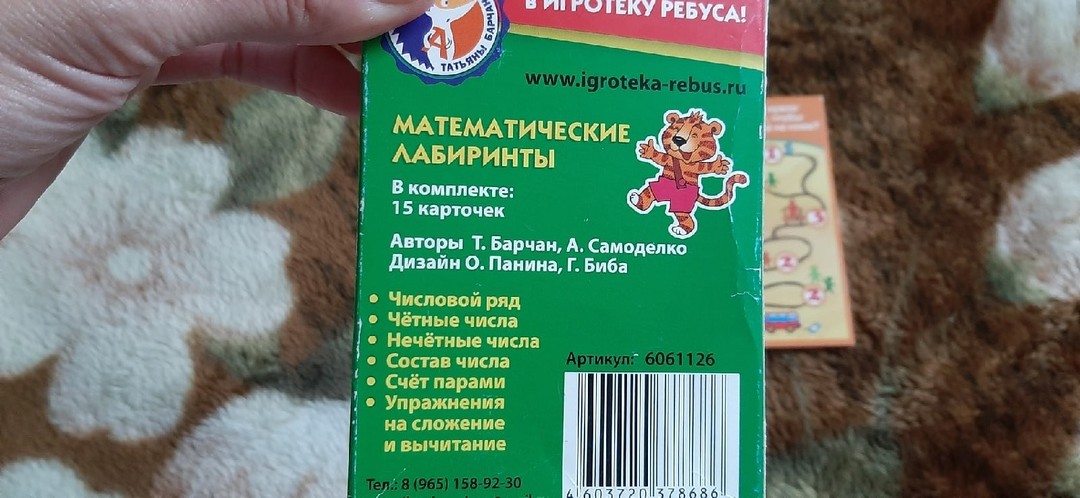 В ИГРОТЕКУ РЕБУСА!
ТАТЬЯНЫ БАРЧАН
www.igroteka-rebus.ru
МАТЕМАТИЧЕСКИЕ
ЛАБИРИНТЫ
В комплекте:
15 карточек
Авторы Т. Барчан, А. Самоделко
Дизайн О. Панина, Г. Биба
• Числовой ряд
• Чётные числа
• Нечётные числа
• Состав числа
• Счёт парами
• Упражнения
на сложение
и вычитание
Артикул: 6061126
Тел.: 8 (965) 158-92-30
4 603720 378686